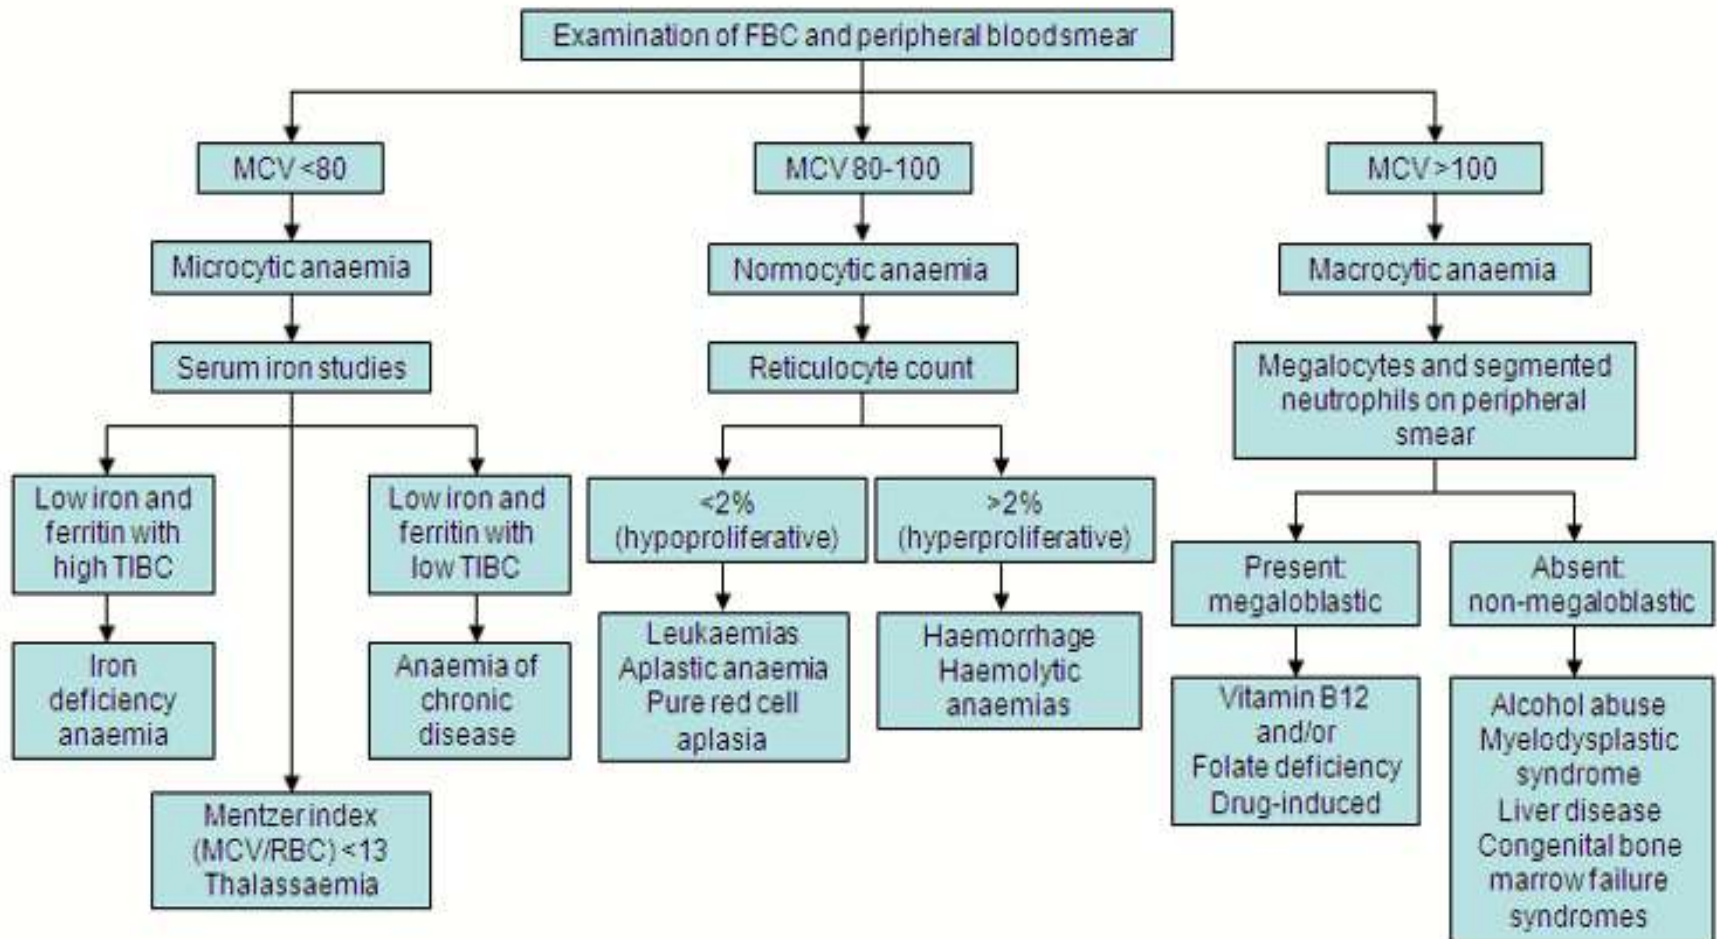 Examination of FBC and peripheral blood smear
MCV <80
MCV 80-100
MCV >100
Microcytic anaemia
Normocytic anaemia
Macrocytic anaemia
Serum iron studies
Reticulocyte count
Megalocytes and segmented
neutrophils on peripheral
smear
Low iron and
ferritin with
high TIBC
Low iron and
ferritin with
low TIBC
<2%
(hypoproliferative)
>2%
(hyperproliferative)
Present:
megaloblastic
Absent:
non-megaloblastic
Iron
deficiency
anaemia
Anaemia of
chronic
disease
Leukaemias
Aplastic anaemia
Pure red cell
aplasia
Haemorrhage
Haemolytic
anaemias
Vitamin B12
and/or
Folate deficiency
Drug-induced
Alcohol abuse
Myelodysplastic
syndrome
Liver disease
Congenital bone
marrow failure
syndromes
Mentzer index
(MCV/RBC) <13
Thalassaemia